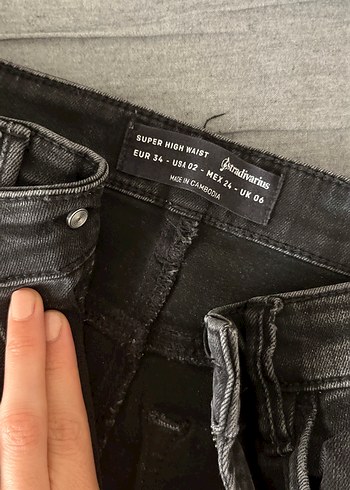 SUPER HIGH WAIST
Stradivarius
EUR 34 - USA 02 - MEX 24 - UK 06
MADE IN CAMBODIA